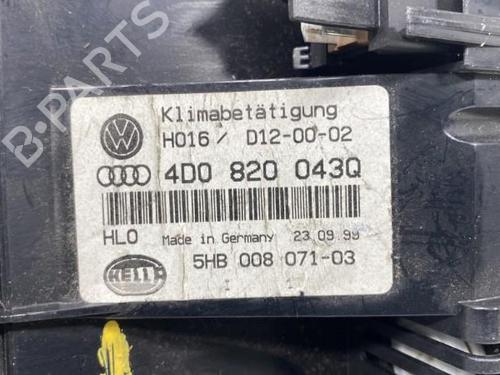 B-PARTS
E
Klimabetätigung
H016/ D12-00-02
4D0 820 043Q
HLO Made in Germany 23.09.99
5HB 008 071-03
HELLA